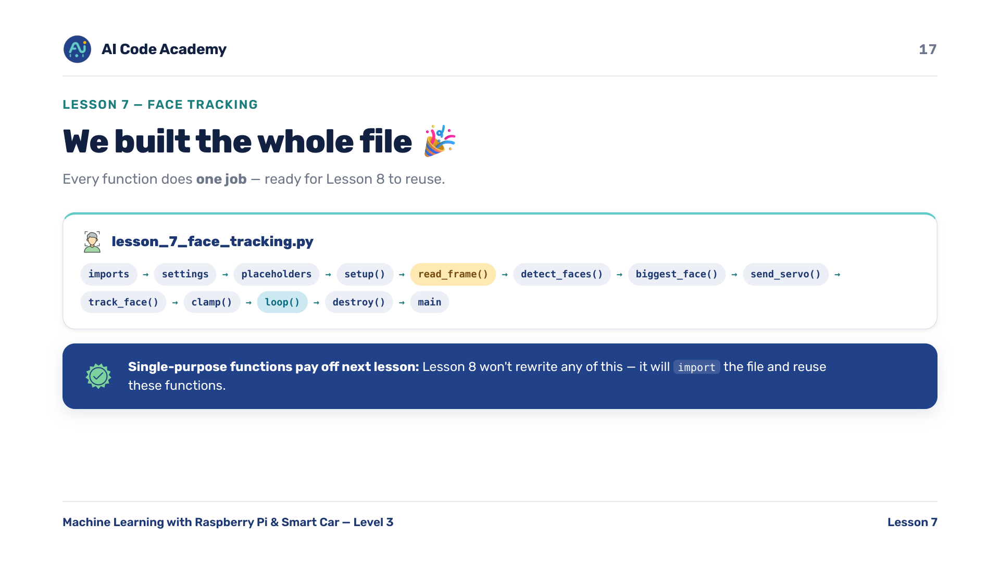 AI Code Academy
17
LESSON 7 — FACE TRACKING
We built the whole file 🎉
Every function does one job — ready for Lesson 8 to reuse.
lesson_7_face_tracking.py
imports → settings → placeholders → setup() → read_frame() → detect_faces() → biggest_face() → send_servo() →
track_face() → clamp() → loop() → destroy() → main
Single-purpose functions pay off next lesson: Lesson 8 won't rewrite any of this — it will import the file and reuse
these functions.
Machine Learning with Raspberry Pi & Smart Car — Level 3
Lesson 7